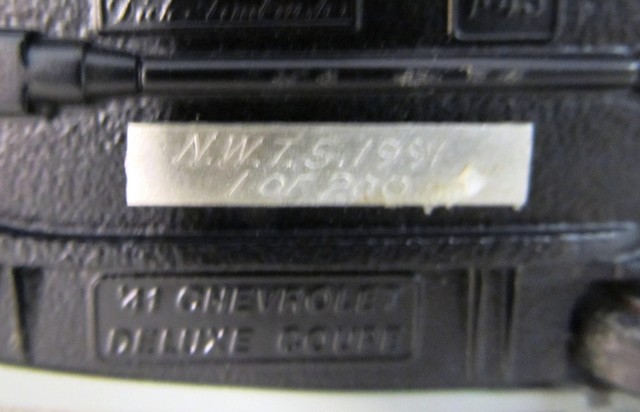 N.W.T.S. 1991
1 OF 200
'41 CHEVROLET
DELUXE COUPE